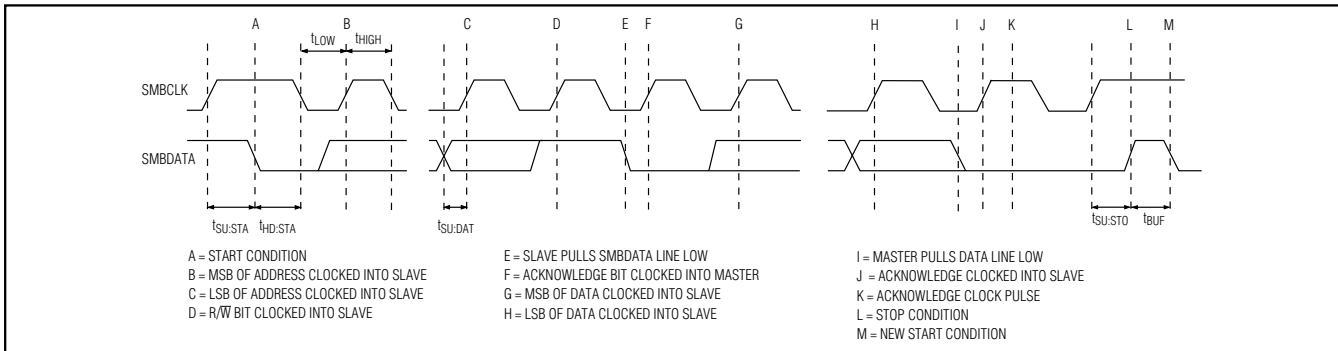 A B C D E F G H I J K L M
tLOW tHIGH
SMBCLK
SMBDATA
tSU:STA tHD:STA tSU:DAT tSU:STO tBUF
A = START CONDITION
B = MSB OF ADDRESS CLOCKED INTO SLAVE
C = LSB OF ADDRESS CLOCKED INTO SLAVE
D = R/W̅ BIT CLOCKED INTO SLAVE
E = SLAVE PULLS SMBDATA LINE LOW
F = ACKNOWLEDGE BIT CLOCKED INTO MASTER
G = MSB OF DATA CLOCKED INTO SLAVE
H = LSB OF DATA CLOCKED INTO SLAVE
I = MASTER PULLS DATA LINE LOW
J = ACKNOWLEDGE CLOCKED INTO SLAVE
K = ACKNOWLEDGE CLOCK PULSE
L = STOP CONDITION
M = NEW START CONDITION